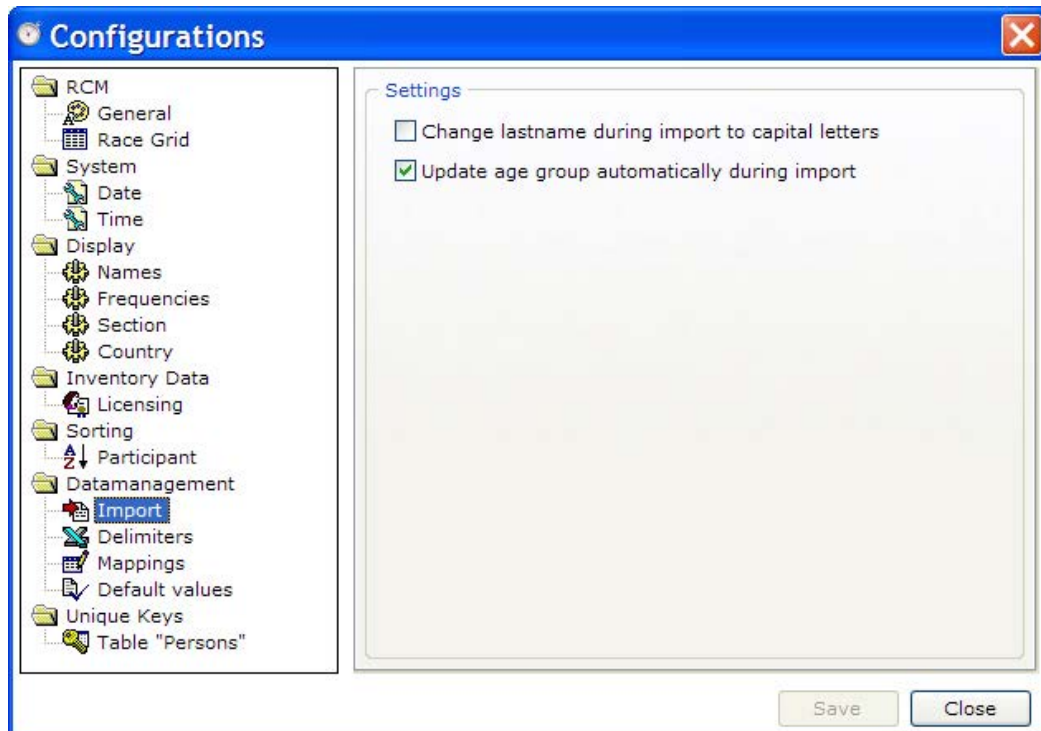 Configurations
RCM
General
Race Grid
System
Date
Time
Display
Names
Frequencies
Section
Country
Inventory Data
Licensing
Sorting
Participant
Datamanagement
Import
Delimiters
Mappings
Default values
Unique Keys
Table "Persons"
Settings
Change lastname during import to capital letters
Update age group automatically during import
Save
Close